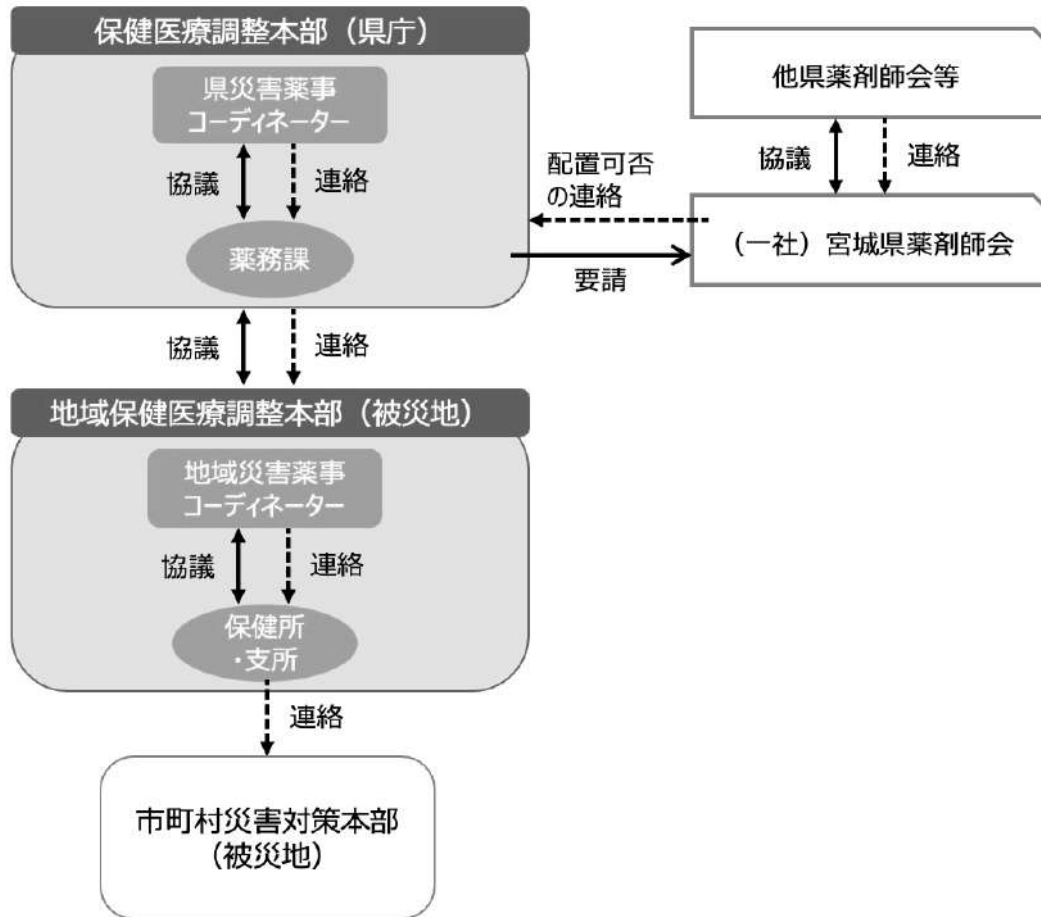 保健医療調整本部（県庁）
県災害薬事
コーディネーター
協議
連絡
薬務課
他県薬剤師会等
協議
連絡
配置可否
の連絡
（一社）宮城県薬剤師会
要請
協議
連絡
地域保健医療調整本部（被災地）
地域災害薬事
コーディネーター
協議
連絡
保健所
・支所
連絡
市町村災害対策本部
（被災地）